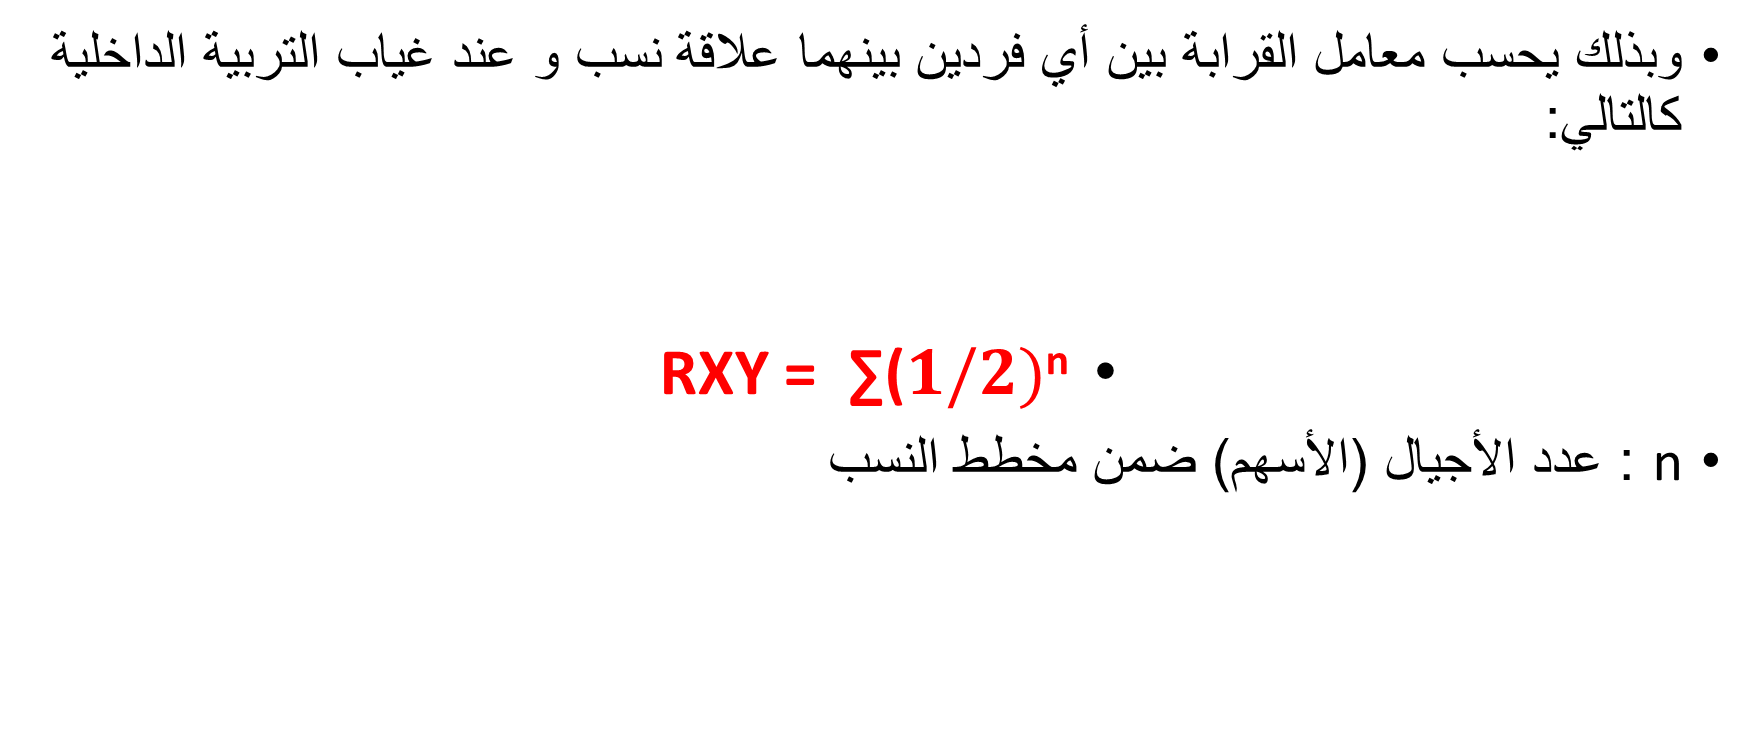 • وبذلك يحسب معامل القرابة بين أي فردين بينهما علاقة نسب و عند غياب التربية الداخلية
كالتالي:
• RXY = ∑(1/2)ⁿ
• n : عدد الأجيال (الأسهم) ضمن مخطط النسب